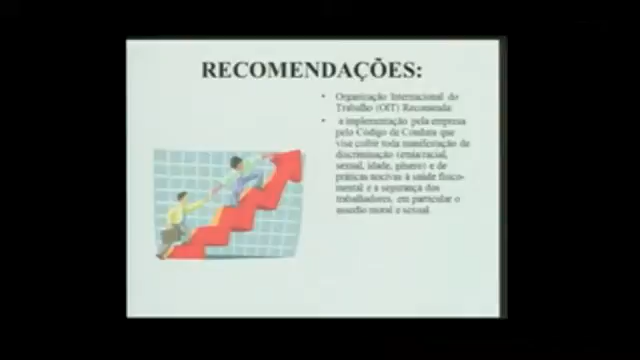 RECOMENDAÇÕES:
• Organização Internacional do
Trabalho (OIT) Recomenda:
• a implementação pela empresa
pelo Código de Conduta que
vise coibir toda manifestação de
discriminação (etnia/racial,
sexual, idade, gênero) e de
práticas nocivas à saúde físico-
mental e a segurança dos
trabalhadores, em particular o
assedio moral e sexual.